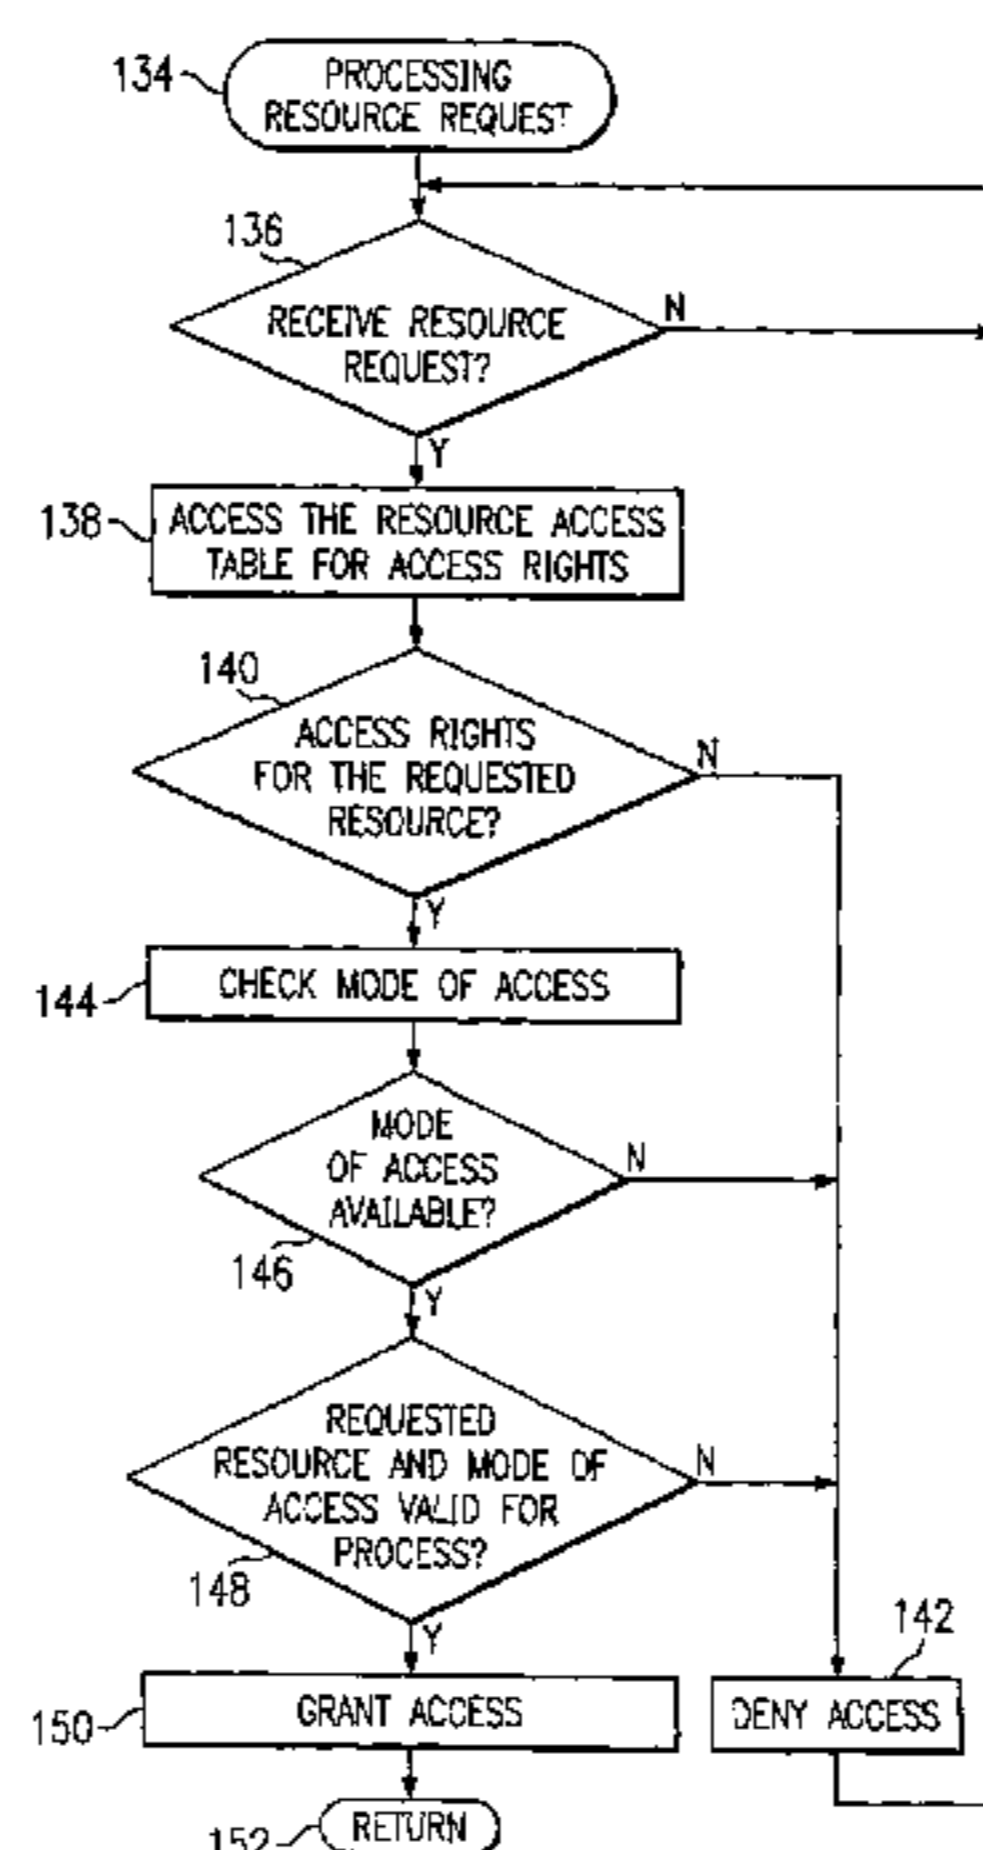 134
PROCESSING
RESOURCE REQUEST
136
RECEIVE RESOURCE
REQUEST?
N
Y
138
ACCESS THE RESOURCE ACCESS
TABLE FOR ACCESS RIGHTS
140
ACCESS RIGHTS
FOR THE REQUESTED
RESOURCE?
N
Y
144
CHECK MODE OF ACCESS
MODE
OF ACCESS
AVAILABLE?
N
146
Y
REQUESTED
RESOURCE AND MODE OF
ACCESS VALID FOR
PROCESS?
N
148
Y
142
150
GRANT ACCESS
DENY ACCESS
152
RETURN